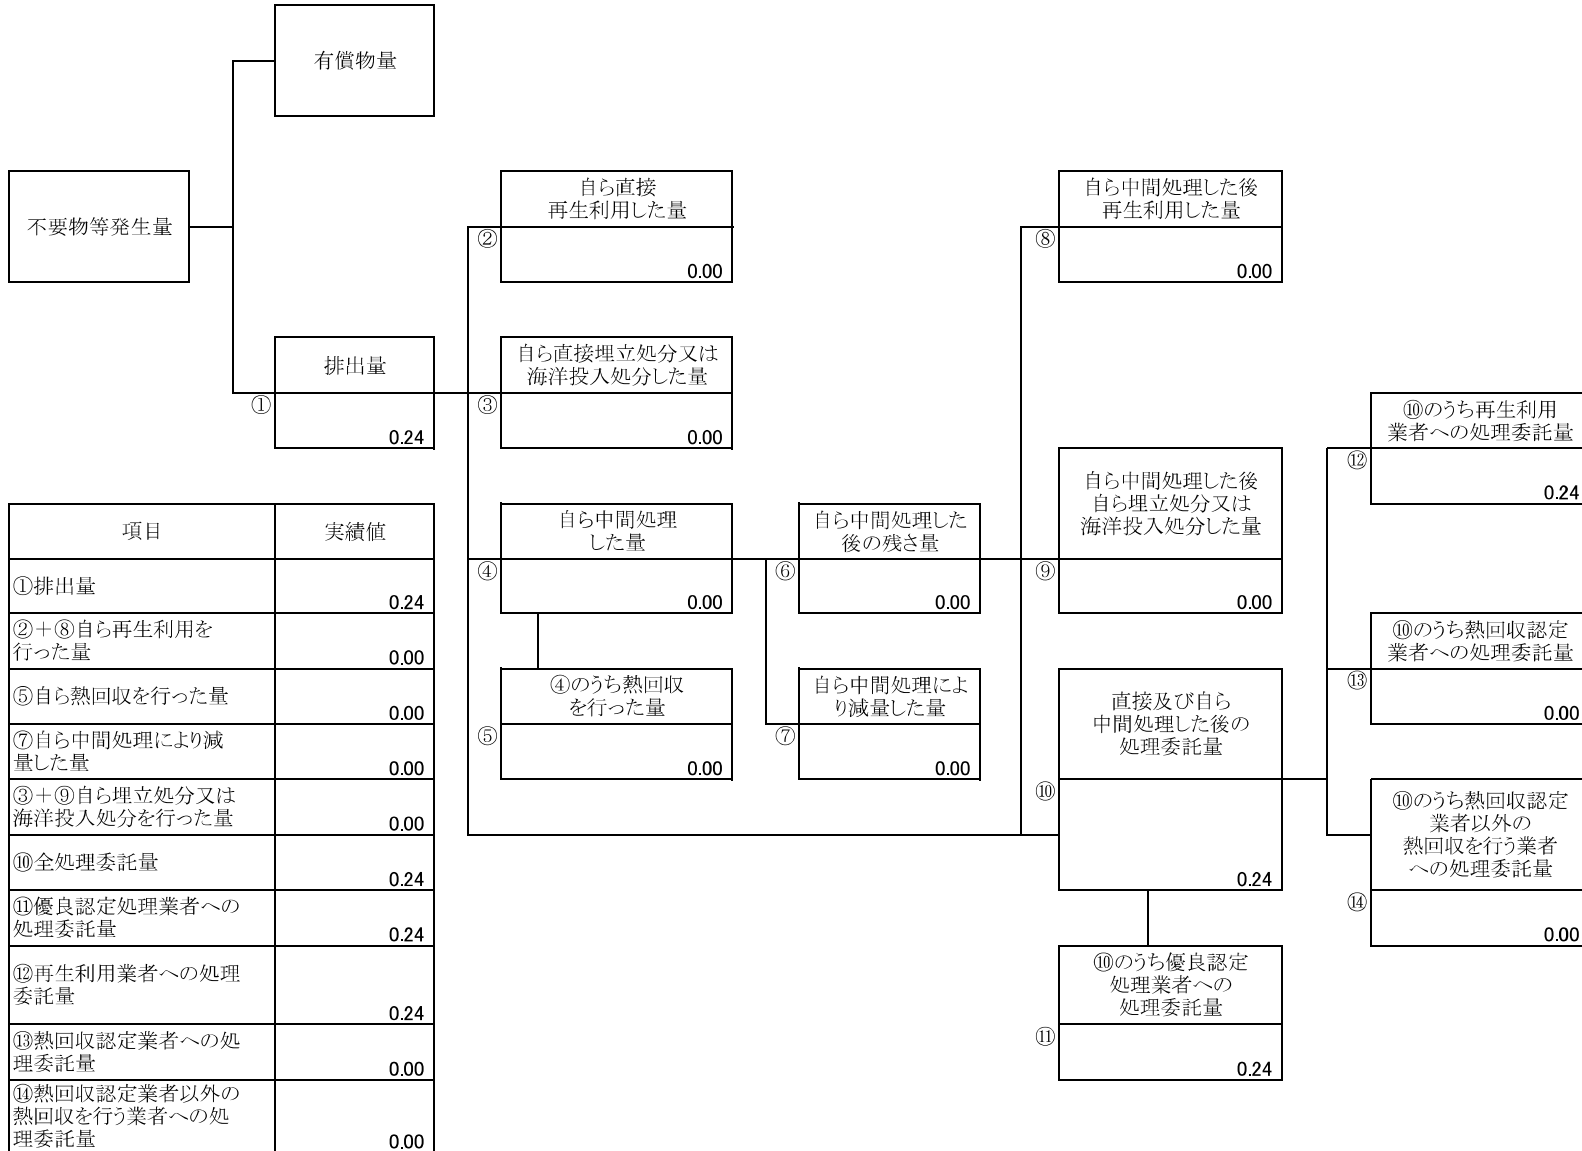 有償物量
不要物等発生量
自ら直接
再生利用した量
②
0.00
自ら中間処理した後
再生利用した量
⑧
0.00
排出量
①
0.24
自ら直接埋立処分又は
海洋投入処分した量
③
0.00
⑩のうち再生利用
業者への処理委託量
⑫
0.24
自ら中間処理
した量
④
0.00
自ら中間処理した
後の残さ量
⑥
0.00
自ら中間処理した後
自ら埋立処分又は
海洋投入処分した量
⑨
0.00
⑩のうち熱回収認定
業者への処理委託量
⑬
0.00
④のうち熱回収
を行った量
⑤
0.00
自ら中間処理によ
り減量した量
⑦
0.00
直接及び自ら
中間処理した後の
処理委託量
⑩
0.24
⑩のうち熱回収認定
業者以外の
熱回収を行う業者
への処理委託量
⑭
0.00
⑩のうち優良認定
処理業者への
処理委託量
⑪
0.24
項目 実績値
①排出量
0.24
②+⑧自ら再生利用を
行った量
0.00
⑤自ら熱回収を行った量
0.00
⑦自ら中間処理により減
量した量
0.00
③+⑨自ら埋立処分又は
海洋投入処分を行った量
0.00
⑩全処理委託量
0.24
⑪優良認定処理業者への
処理委託量
0.24
⑫再生利用業者への処理
委託量
0.24
⑬熱回収認定業者への処
理委託量
0.00
⑭熱回収認定業者以外の
熱回収を行う業者への処
理委託量
0.00